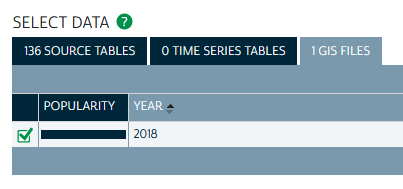 SELECT DATA ?
136 SOURCE TABLES 0 TIME SERIES TABLES 1 GIS FILES
POPULARITY YEAR
2018